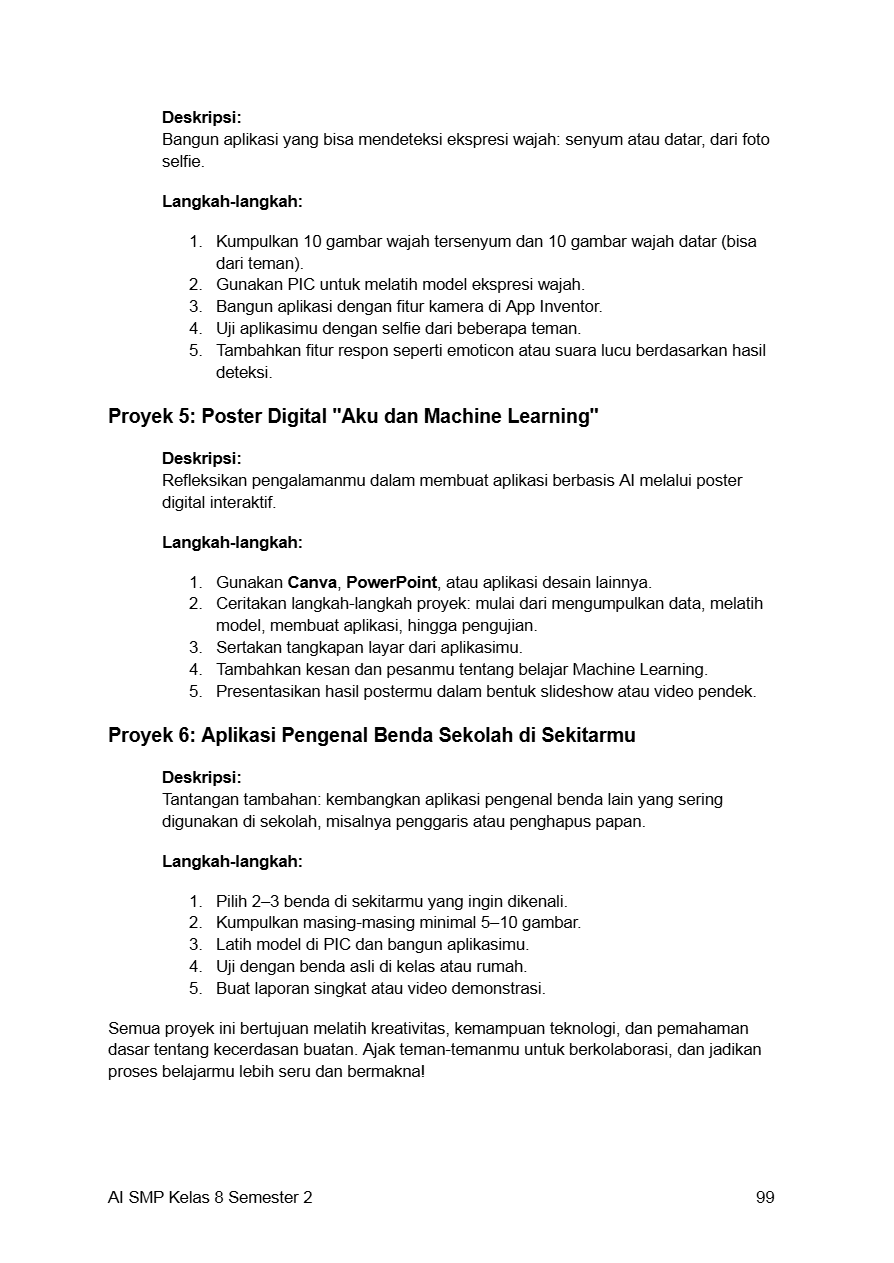 Deskripsi:
Bangun aplikasi yang bisa mendeteksi ekspresi wajah: senyum atau datar, dari foto
selfie.
Langkah-langkah:
1. Kumpulkan 10 gambar wajah tersenyum dan 10 gambar wajah datar (bisa
dari teman).
2. Gunakan PIC untuk melatih model ekspresi wajah.
3. Bangun aplikasi dengan fitur kamera di App Inventor.
4. Uji aplikasimu dengan selfie dari beberapa teman.
5. Tambahkan fitur respon seperti emoticon atau suara lucu berdasarkan hasil
deteksi.
Proyek 5: Poster Digital "Aku dan Machine Learning"
Deskripsi:
Refleksikan pengalamanmu dalam membuat aplikasi berbasis AI melalui poster
digital interaktif.
Langkah-langkah:
1. Gunakan Canva, PowerPoint, atau aplikasi desain lainnya.
2. Ceritakan langkah-langkah proyek: mulai dari mengumpulkan data, melatih
model, membuat aplikasi, hingga pengujian.
3. Sertakan tangkapan layar dari aplikasimu.
4. Tambahkan kesan dan pesanmu tentang belajar Machine Learning.
5. Presentasikan hasil postermu dalam bentuk slideshow atau video pendek.
Proyek 6: Aplikasi Pengenal Benda Sekolah di Sekitarmu
Deskripsi:
Tantangan tambahan: kembangkan aplikasi pengenal benda lain yang sering
digunakan di sekolah, misalnya penggaris atau penghapus papan.
Langkah-langkah:
1. Pilih 2–3 benda di sekitarmu yang ingin dikenali.
2. Kumpulkan masing-masing minimal 5–10 gambar.
3. Latih model di PIC dan bangun aplikasimu.
4. Uji dengan benda asli di kelas atau rumah.
5. Buat laporan singkat atau video demonstrasi.
Semua proyek ini bertujuan melatih kreativitas, kemampuan teknologi, dan pemahaman
dasar tentang kecerdasan buatan. Ajak teman-temanmu untuk berkolaborasi, dan jadikan
proses belajarmu lebih seru dan bermakna!
AI SMP Kelas 8 Semester 2 99